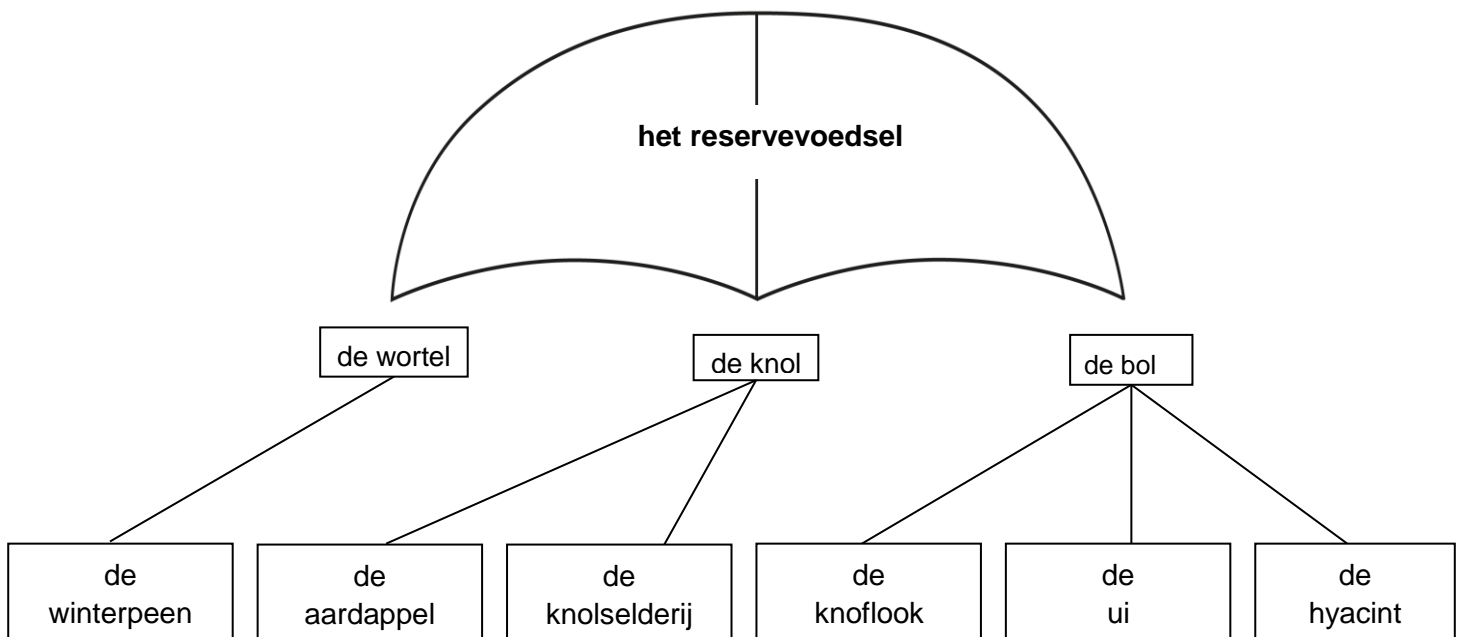 het reservevoedsel
de wortel
de knol
de bol
de
winterpeen
de
aardappel
de
knolselderij
de
knoflook
de
ui
de
hyacint